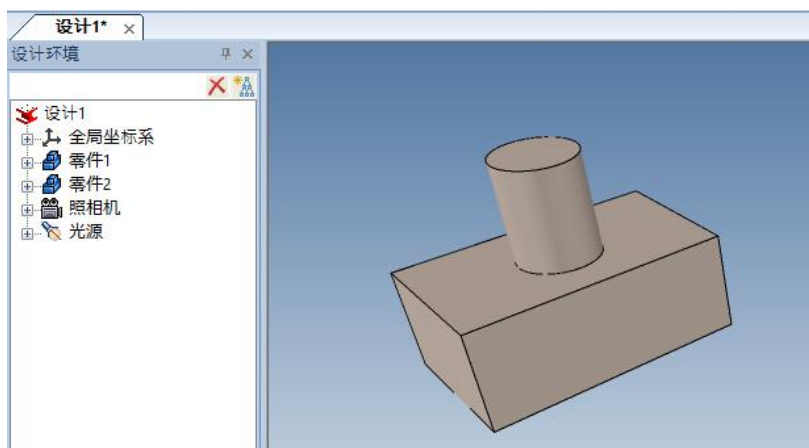 设计1*
设计环境
设计1
全局坐标系
零件1
零件2
照相机
光源